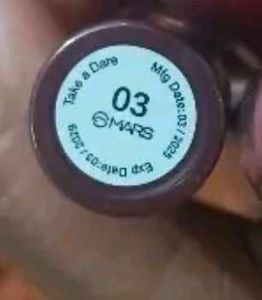 Take a Dare
03
MARS
Mfg Date: 03 / 2025
Exp Date: 03 / 2029